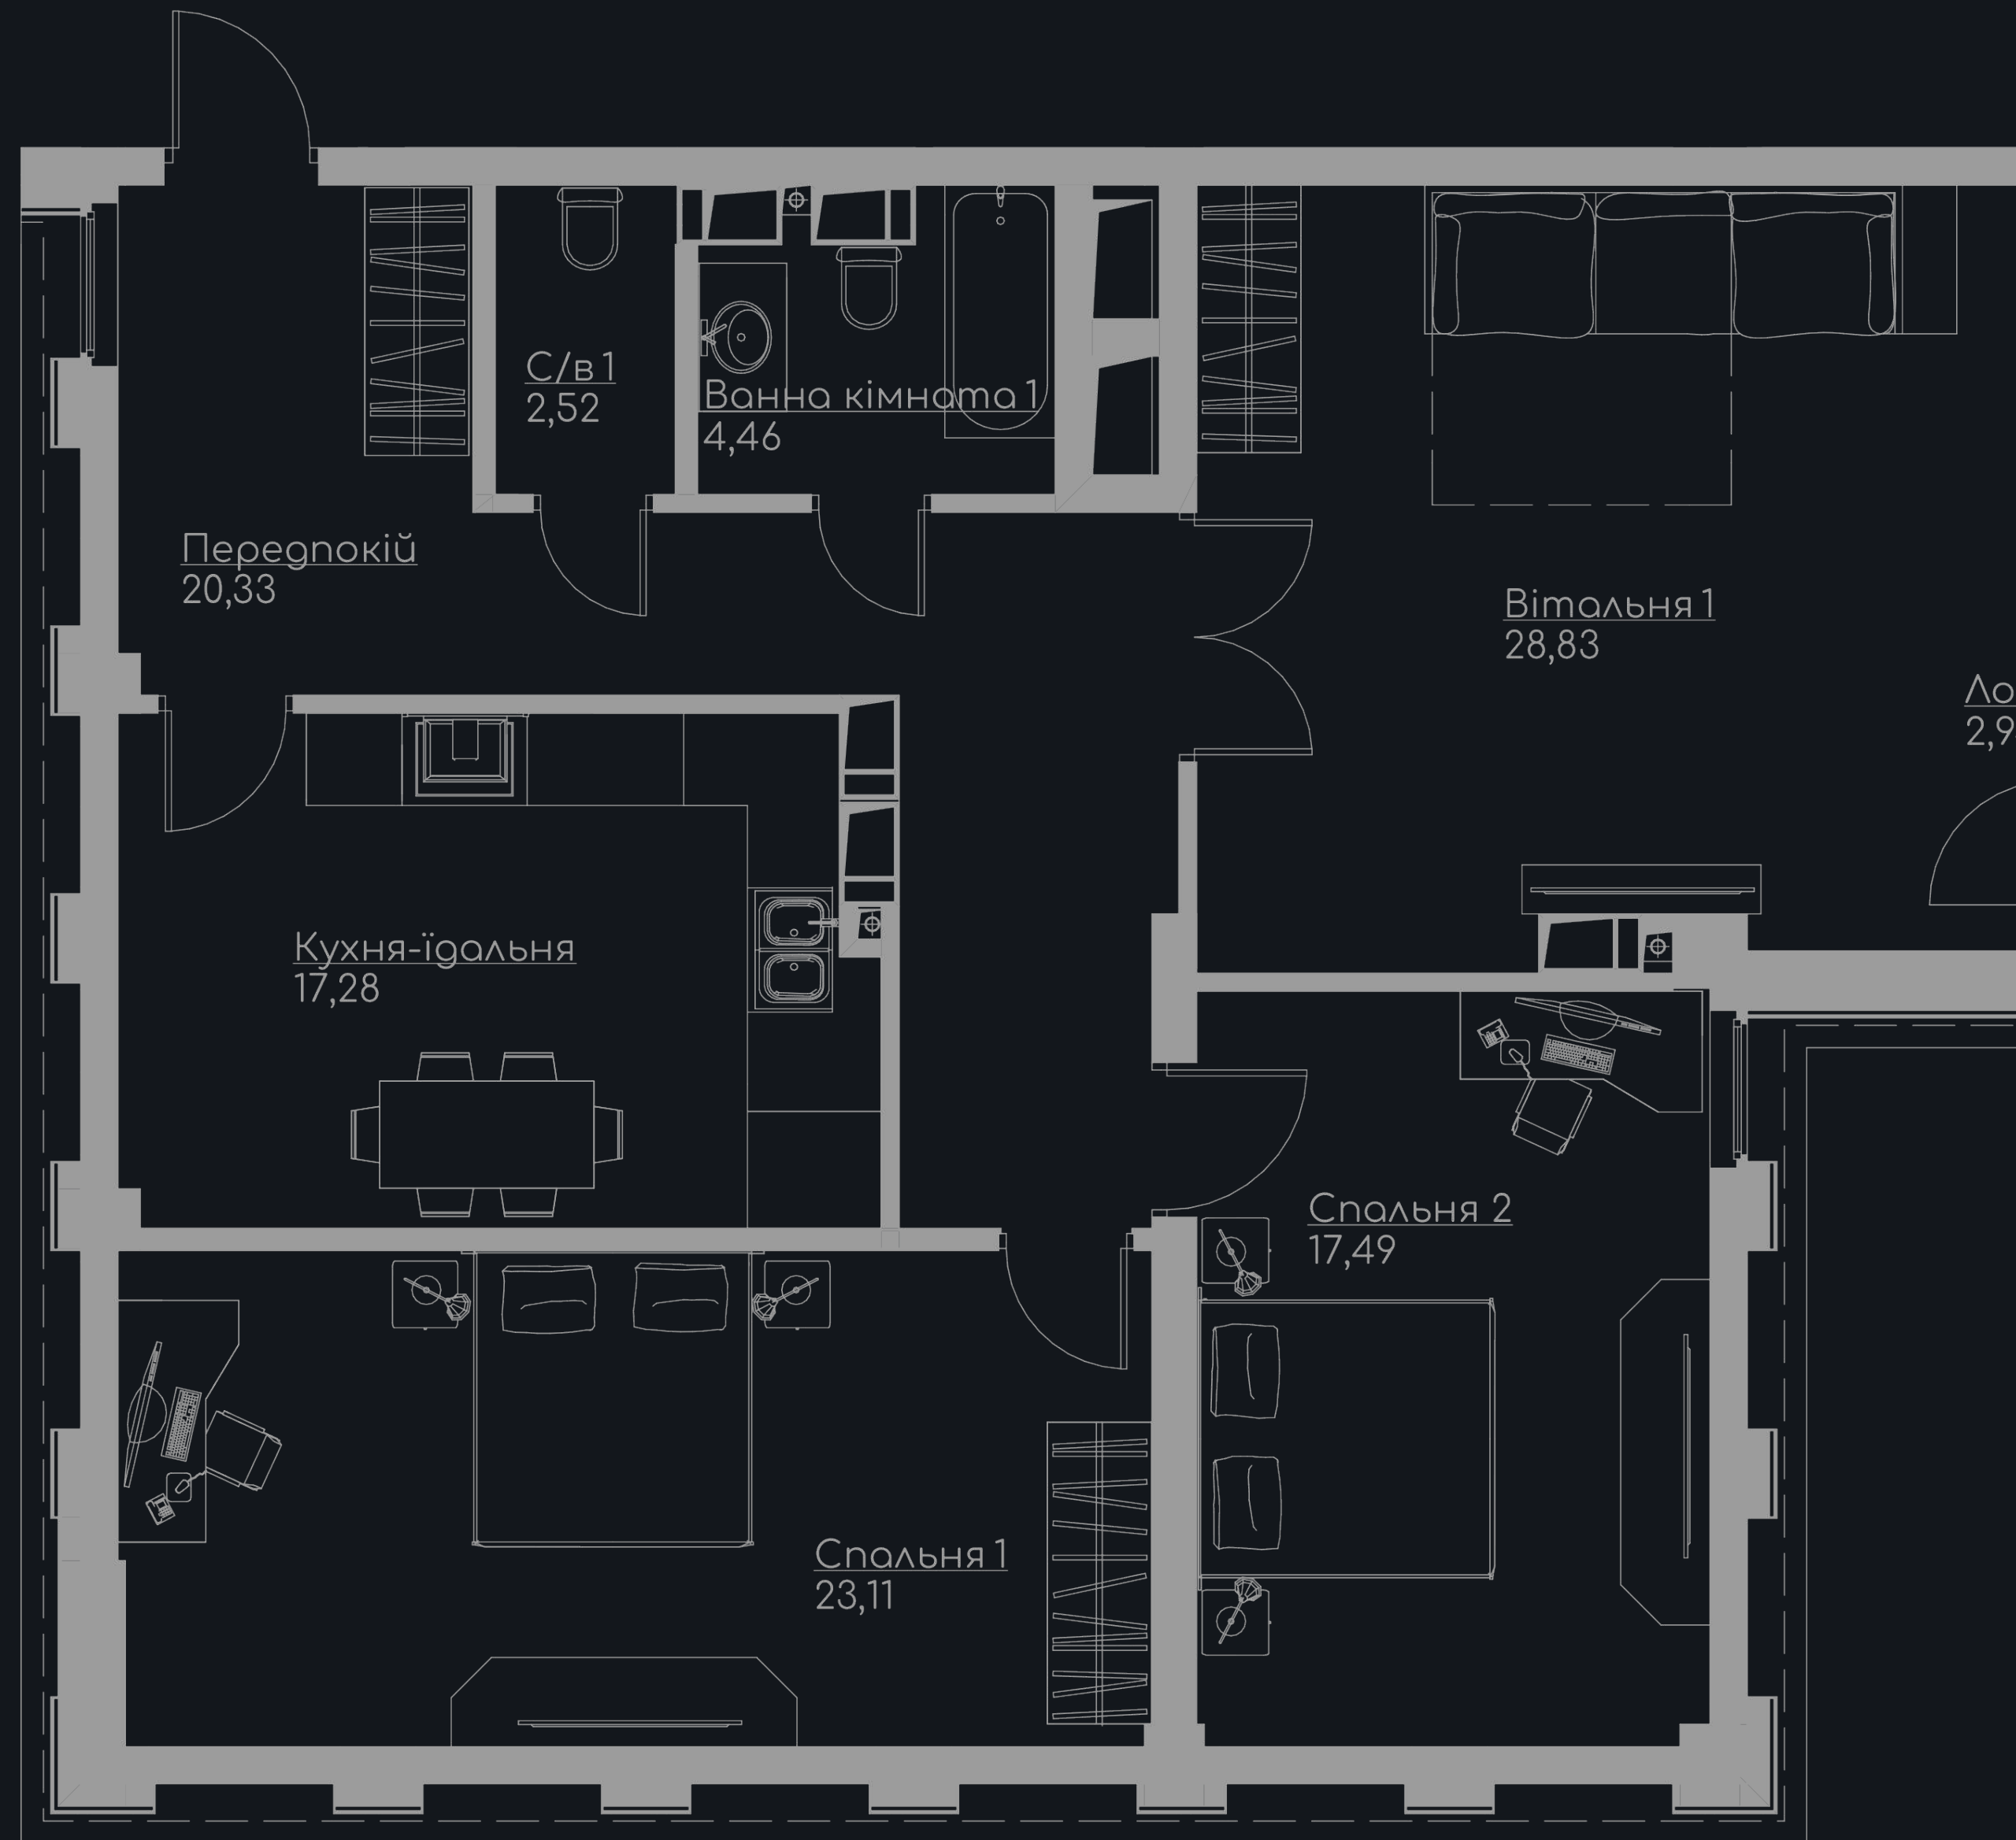 С/в 1
2,52
Ванна кімната 1
4,46
Передпокій
20,33
Вітальня 1
28,83
Ло
2,9
Кухня-їдальня
17,28
Спальня 2
17,49
Спальня 1
23,11